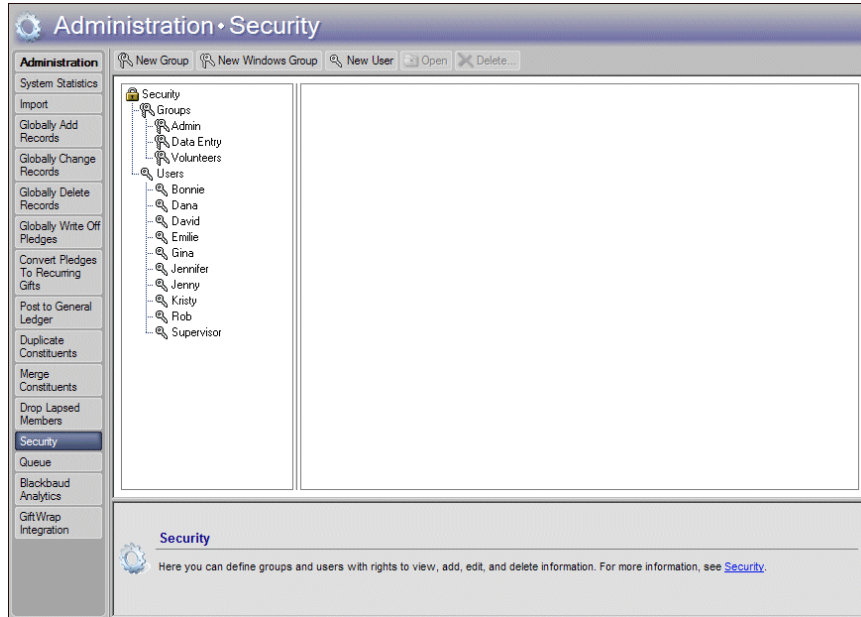 Administration • Security
Administration
System Statistics
Import
Globally Add
Records
Globally Change
Records
Globally Delete
Records
Globally Write Off
Pledges
Convert Pledges
To Recurring
Gifts
Post to General
Ledger
Duplicate
Constituents
Merge
Constituents
Drop Lapsed
Members
Security
Queue
Blackbaud
Analytics
GiftWrap
Integration
New Group New Windows Group New User Open Delete...
Security
Groups
Admin
Data Entry
Volunteers
Users
Bonnie
Dana
David
Emilie
Gina
Jennifer
Jenny
Kristy
Rob
Supervisor
Security
Here you can define groups and users with rights to view, add, edit, and delete information. For more information, see Security.